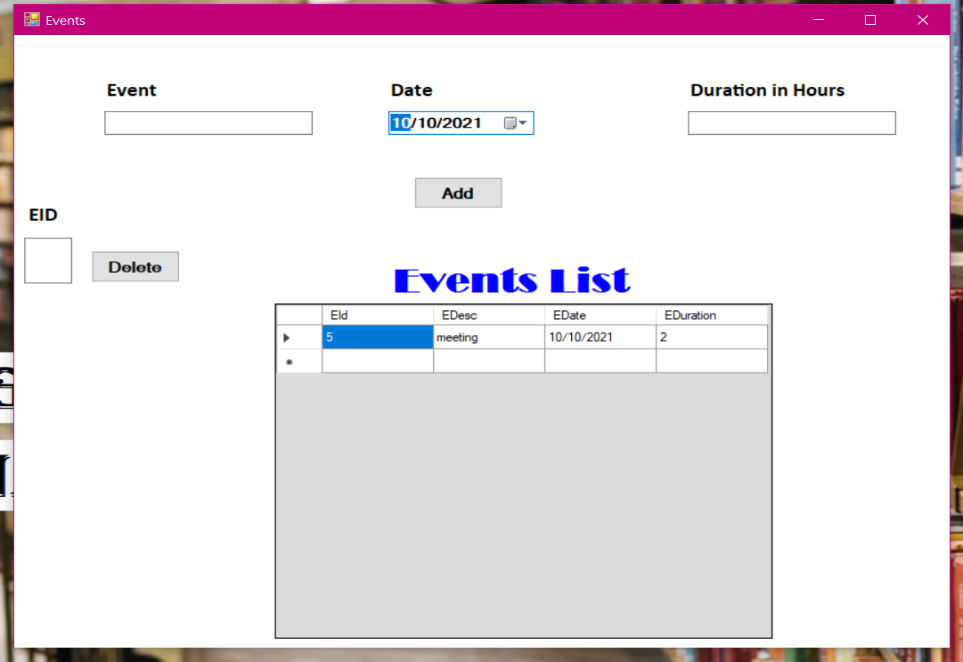 Events
Event Date Duration in Hours
10/10/2021
Add
EID
Delete
Events List
EId EDesc EDate EDuration
5 meeting 10/10/2021 2